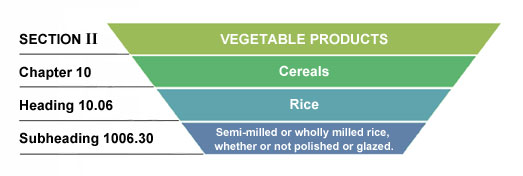 SECTION II VEGETABLE PRODUCTS
Chapter 10 Cereals
Heading 10.06 Rice
Subheading 1006.30 Semi-milled or wholly milled rice,
whether or not polished or glazed.